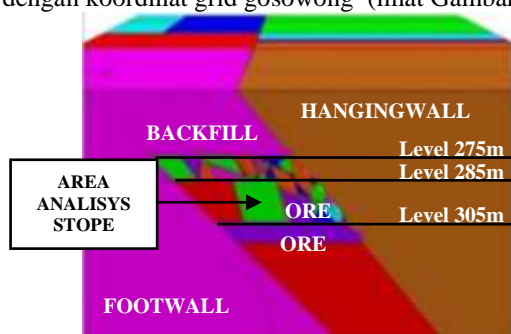 dengan koordinat grid gosowong (lihat Gambar
HANGINGWALL
BACKFILL
Level 275m
Level 285m
AREA
ANALISYS
STOPE
ORE
Level 305m
ORE
FOOTWALL